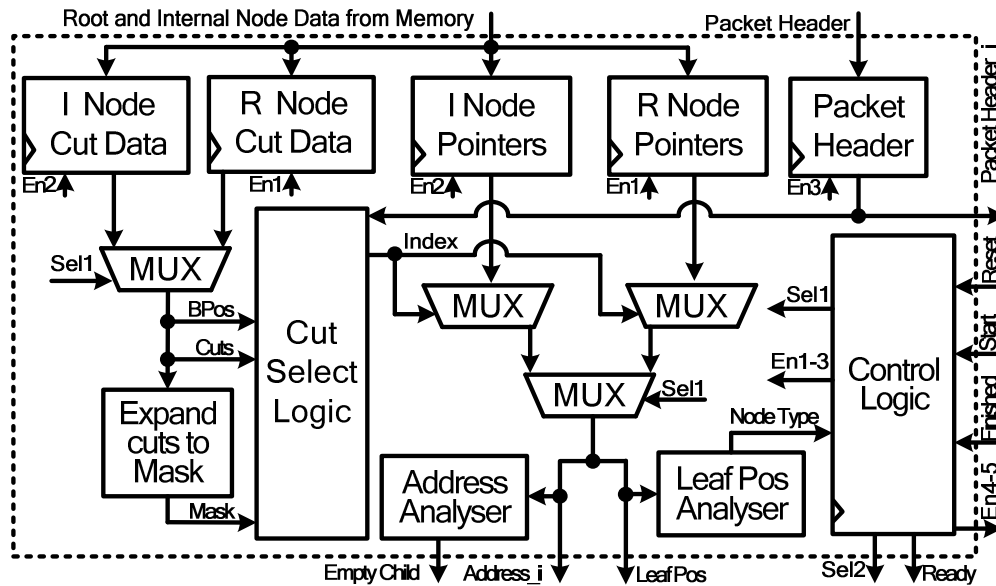 Root and Internal Node Data from Memory
Packet Header
I Node
Cut Data
R Node
Cut Data
I Node
Pointers
R Node
Pointers
Packet
Header
Packet Header_i
En2
En1
En2
En1
En3
Sel1
MUX
Index
MUX
MUX
Sel1
Reset
BPos
Cuts
Cut
Select
Logic
En1-3
Control
Logic
Start
MUX
Sel1
Expand
cuts to
Mask
Node Type
Finished
Address
Analyser
Leaf Pos
Analyser
Mask
En4-5
Empty Child
Address_i
Leaf Pos
Sel2
Ready